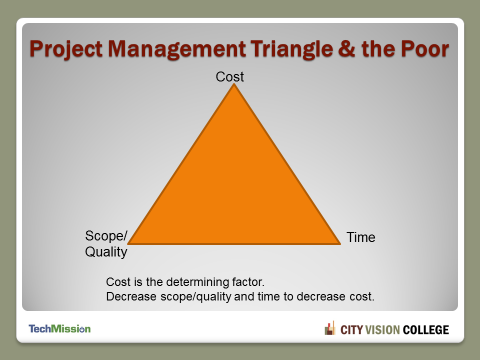 Project Management Triangle & the Poor
Cost
Scope/
Quality
Time
Cost is the determining factor.
Decrease scope/quality and time to decrease cost.
TechMission
CITY VISION COLLEGE